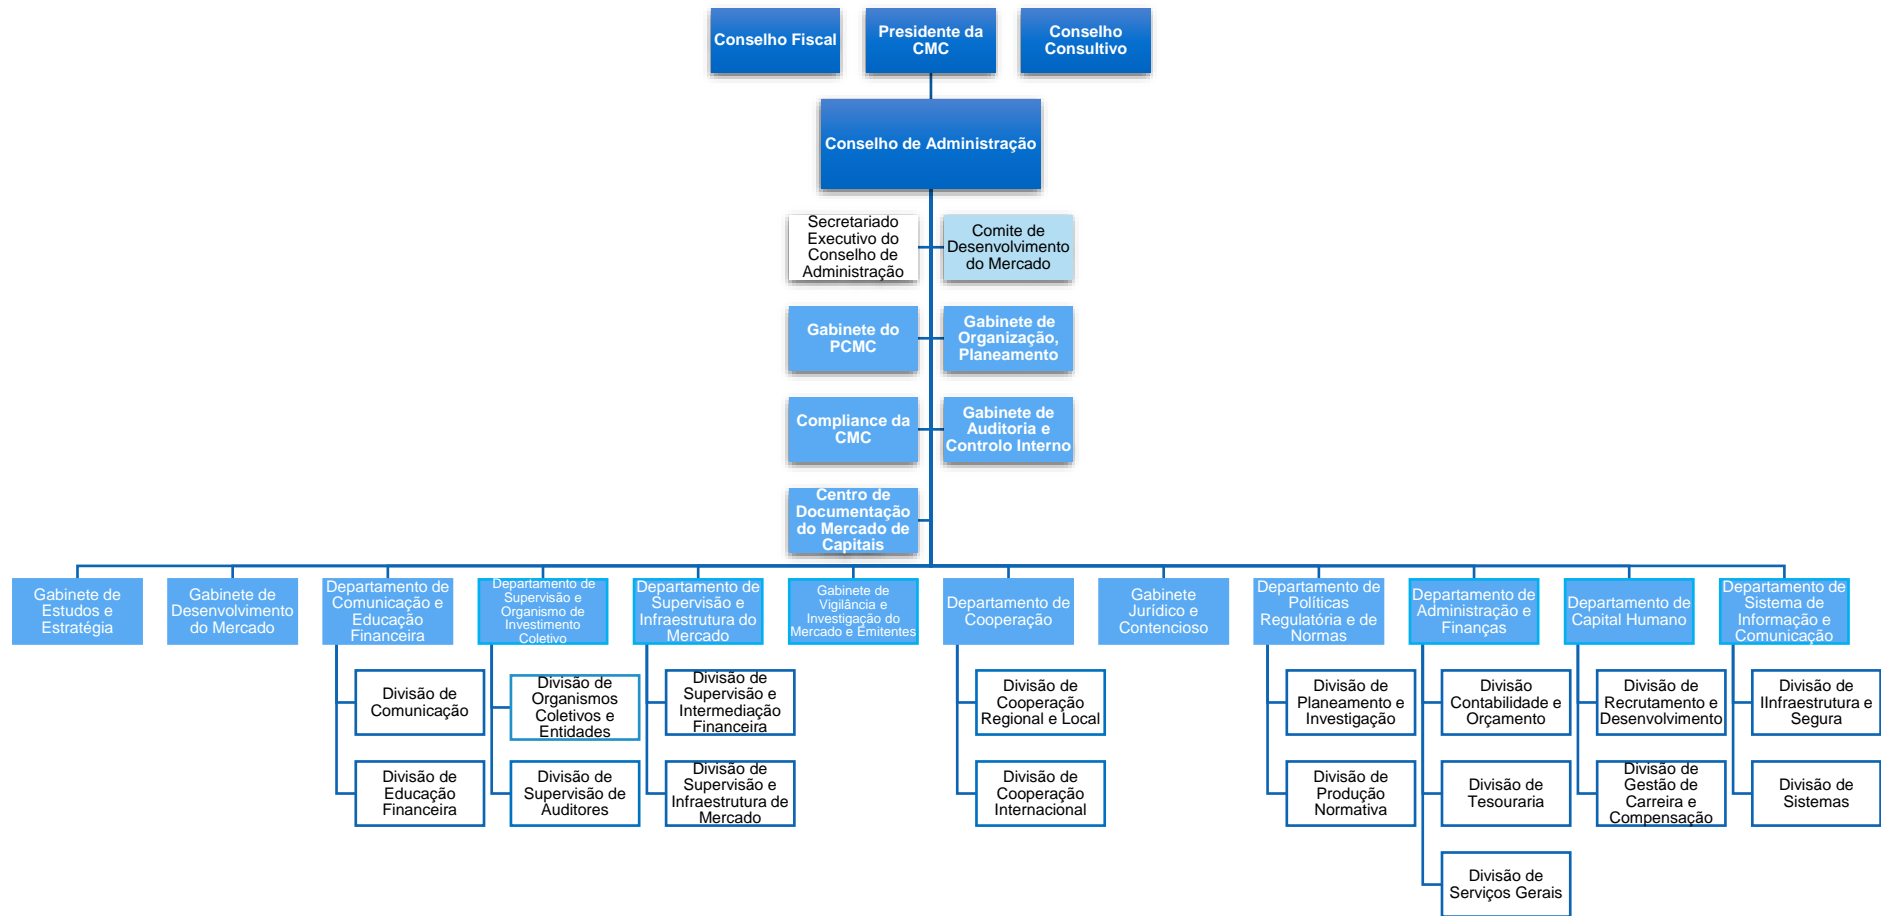 Conselho Fiscal
Presidente da
CMC
Conselho
Consultivo
Conselho de Administração
Secretariado
Executivo do
Conselho de
Administração
Comite de
Desenvolvimento
do Mercado
Gabinete do
PCMC
Gabinete de
Organização,
Planeamento
Compliance da
CMC
Gabinete de
Auditoria e
Controlo Interno
Centro de
Documentação
do Mercado de
Capitais
Gabinete de
Estudos e
Estratégia
Gabinete de
Desenvolvimento
do Mercado
Departamento de
Comunicação e
Educação
Financeira
Departamento de
Supervisão e
Organismo de
Investimento
Coletivo
Departamento de
Supervisão e
Infraestrutura do
Mercado
Gabinete de
Vigilância e
Investigação do
Mercado e Emitentes
Departamento de
Cooperação
Gabinete
Jurídico e
Contencioso
Departamento de
Políticas
Regulatória e de
Normas
Departamento de
Administração e
Finanças
Departamento de
Capital Humano
Departamento de
Sistema de
Informação e
Comunicação
Divisão de
Comunicação
Divisão de
Organismos
Coletivos e
Entidades
Divisão de
Supervisão e
Intermediação
Financeira
Divisão de
Cooperação
Regional e Local
Divisão de
Planeamento e
Investigação
Divisão
Contabilidade e
Orçamento
Divisão de
Recrutamento e
Desenvolvimento
Divisão de
IInfraestrutura e
Segura
Divisão de
Educação
Financeira
Divisão de
Supervisão de
Auditores
Divisão de
Supervisão e
Infraestrutura de
Mercado
Divisão de
Cooperação
Internacional
Divisão de
Produção
Normativa
Divisão de
Tesouraria
Divisão de
Gestão de
Carreira e
Compensação
Divisão de
Sistemas
Divisão de
Serviços Gerais